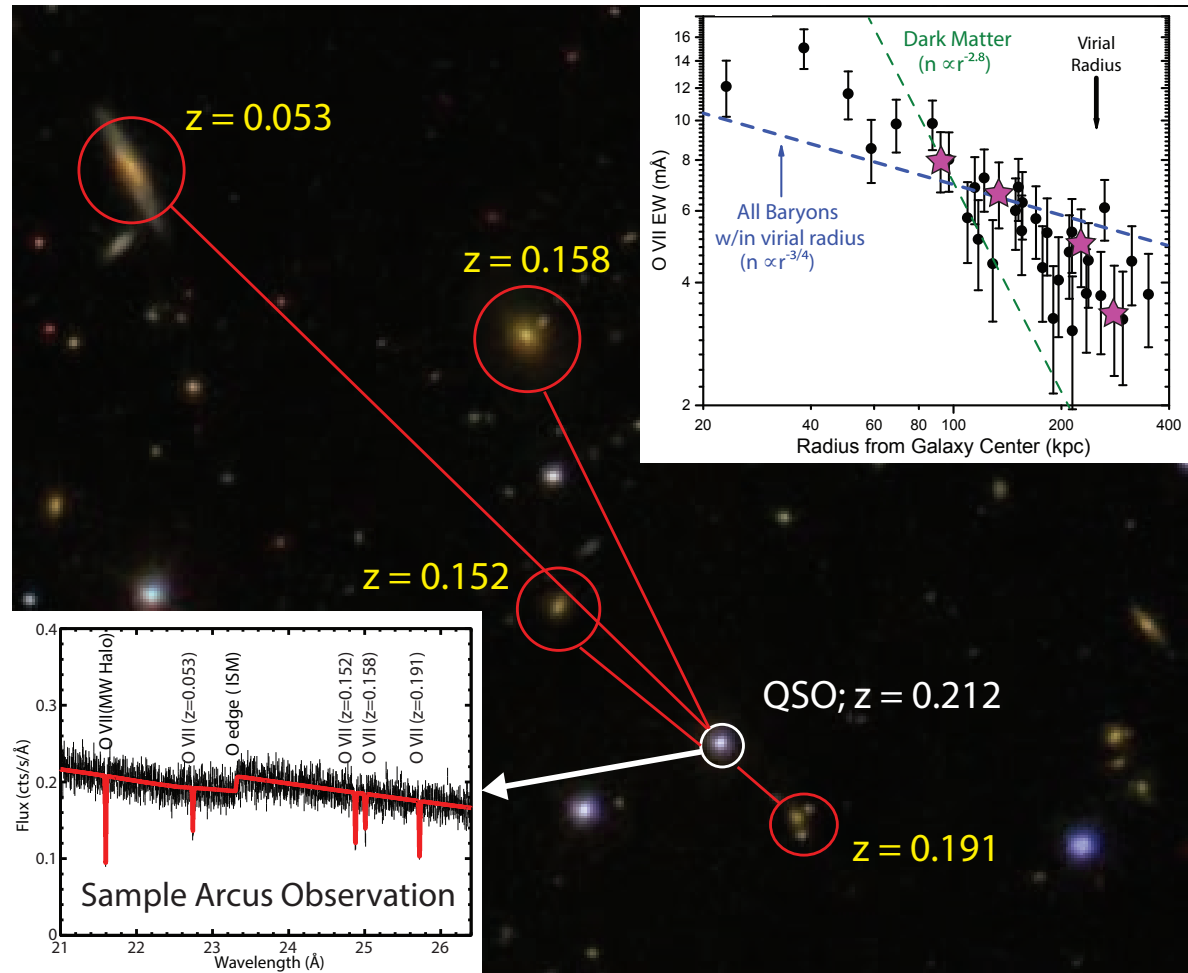 z = 0.053
z = 0.158
z = 0.152
QSO; z = 0.212
z = 0.191
16
14
12
10
8
6
4
2
O VII EW (mÅ)
Dark Matter
(n ∝r^-2.8)
Virial
Radius
All Baryons
w/in virial radius
(n ∝r^-3/4)
20 40 60 80 100 200 400
Radius from Galaxy Center (kpc)
0.4
0.3
0.2
0.1
0
Flux (cts/s/Å)
O VII(MW Halo)
O VII (z=0.053)
O edge (ISM)
O VII (z=0.152)
O VII (z=0.158)
O VII (z=0.191)
Sample Arcus Observation
21 22 23 24 25 26
Wavelength (Å)